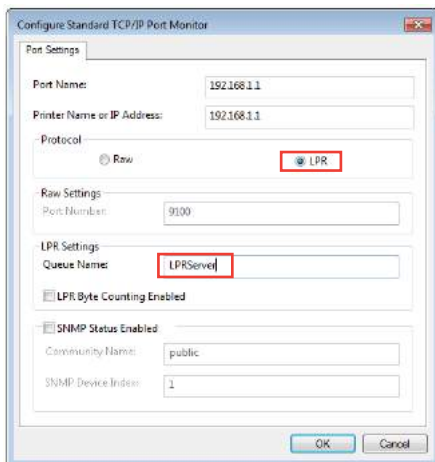 Configure Standard TCP/IP Port Monitor
Port Settings
Port Name: 192.168.1.1
Printer Name or IP Address: 192.168.1.1
Protocol
Raw LPR
Raw Settings
Port Number: 9100
LPR Settings
Queue Name: LPRServer
LPR Byte Counting Enabled
SNMP Status Enabled
Community Name: public
SNMP Device Index: 1
OK Cancel